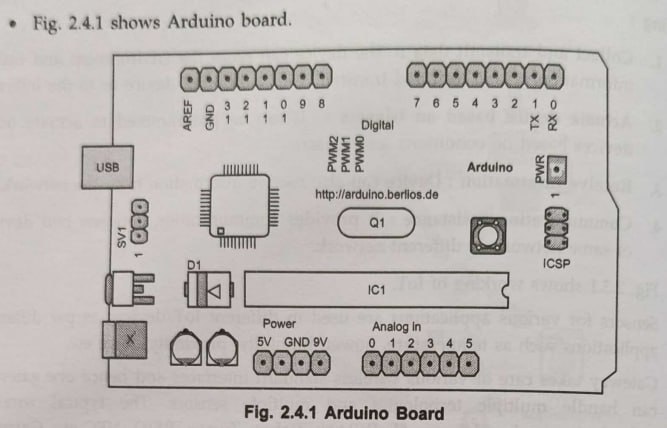 • Fig. 2.4.1 shows Arduino board.
AREF GND 13 12 11 10 9 8
7 6 5 4 3 2 1 0
TX RX
Digital
PWM2 PWM1 PWM0
USB
Arduino
PWR
1
http://arduino.berlios.de
SV1
1
Q1
ICSP
D1
IC1
X
Power
5V GND 9V
Analog in
0 1 2 3 4 5
Fig. 2.4.1 Arduino Board